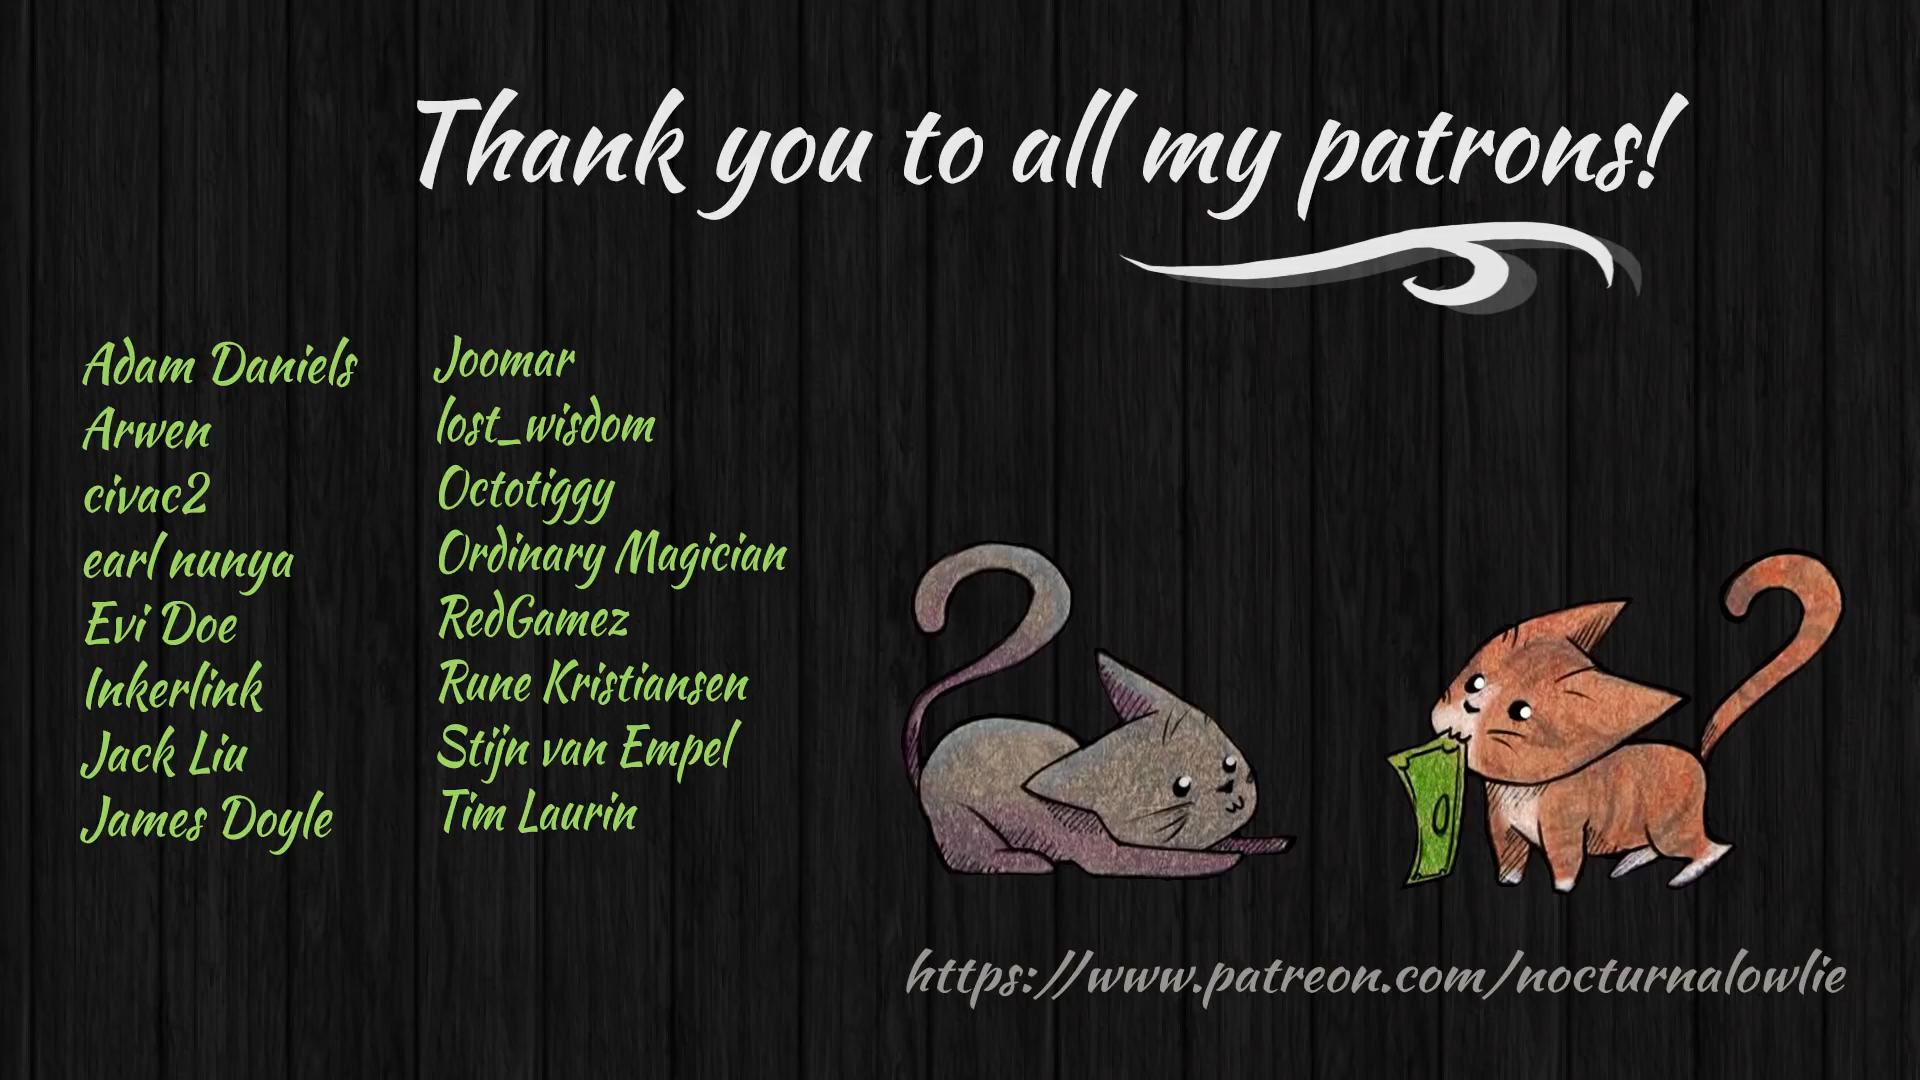 Thank you to all my patrons!
Adam Daniels
Arwen
civac2
earl nunya
Evi Doe
Inkerlink
Jack Liu
James Doyle
Joomar
lost_wisdom
Octotiggy
Ordinary Magician
RedGamez
Rune Kristiansen
Stijn van Empel
Tim Laurin
https://www.patreon.com/nocturnalowlie